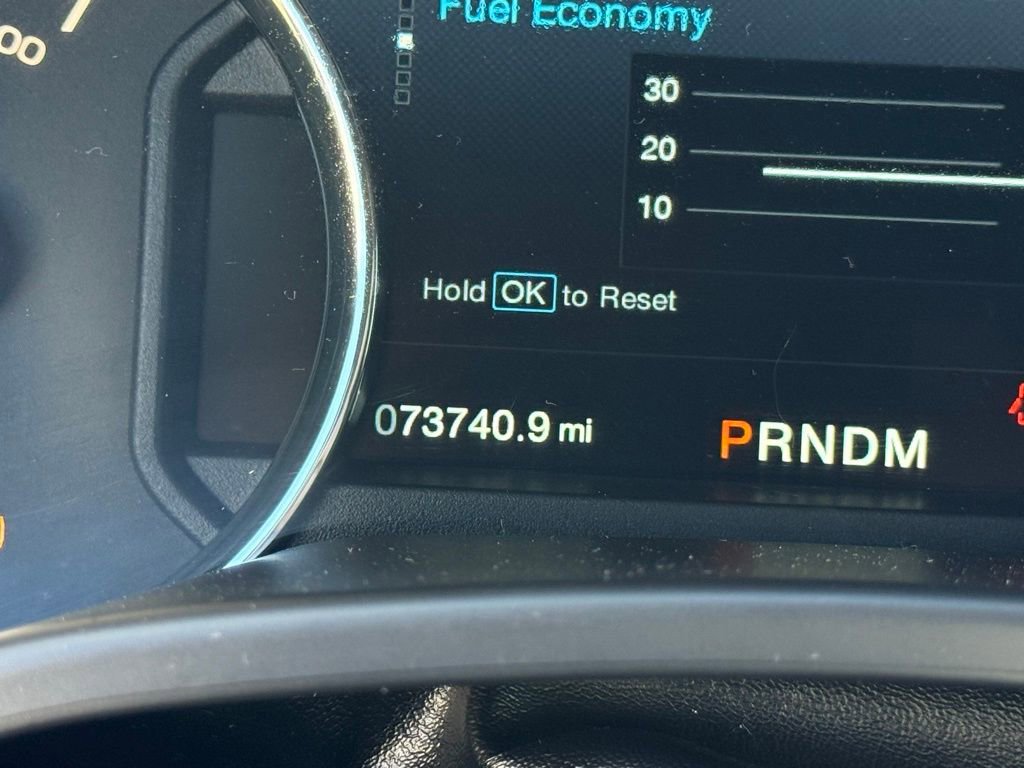 Fuel Economy
30
20
10
Hold OK to Reset
073740.9 mi
PRNDM